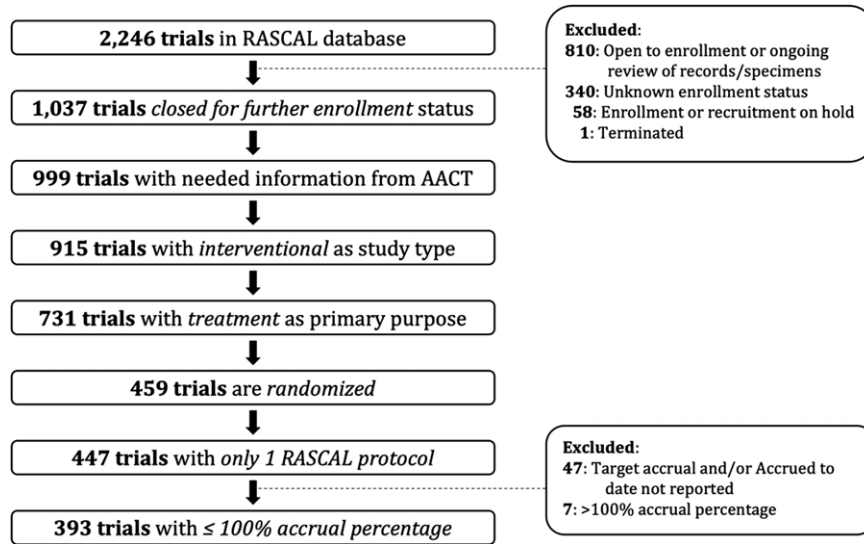 2,246 trials in RASCAL database
Excluded:
810: Open to enrollment or ongoing
review of records/specimens
340: Unknown enrollment status
58: Enrollment or recruitment on hold
1: Terminated
1,037 trials closed for further enrollment status
999 trials with needed information from AACT
915 trials with interventional as study type
731 trials with treatment as primary purpose
459 trials are randomized
447 trials with only 1 RASCAL protocol
Excluded:
47: Target accrual and/or Accrued to
date not reported
7: >100% accrual percentage
393 trials with ≤ 100% accrual percentage